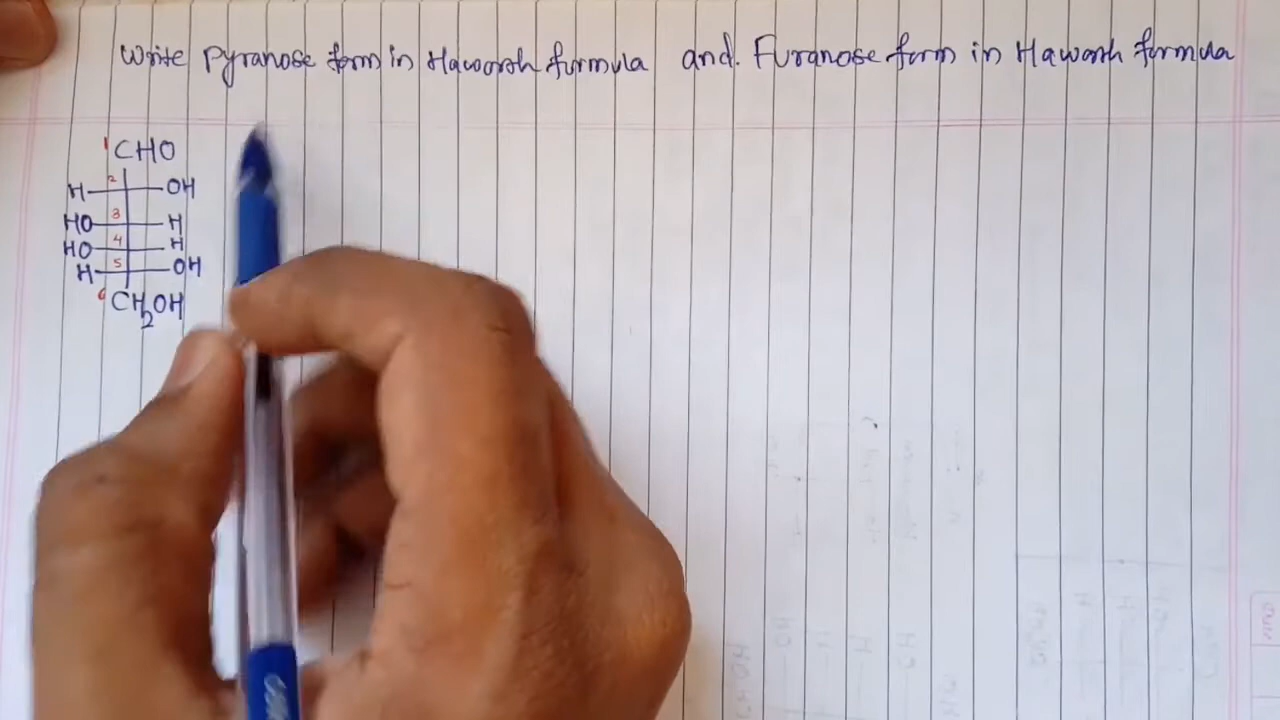 Write Pyranose form in Haworth formula and. Furanose form in Haworth formula
1 CHO
H 2 OH
HO 3 H
HO 4 H
H 5 OH
6 CH2OH